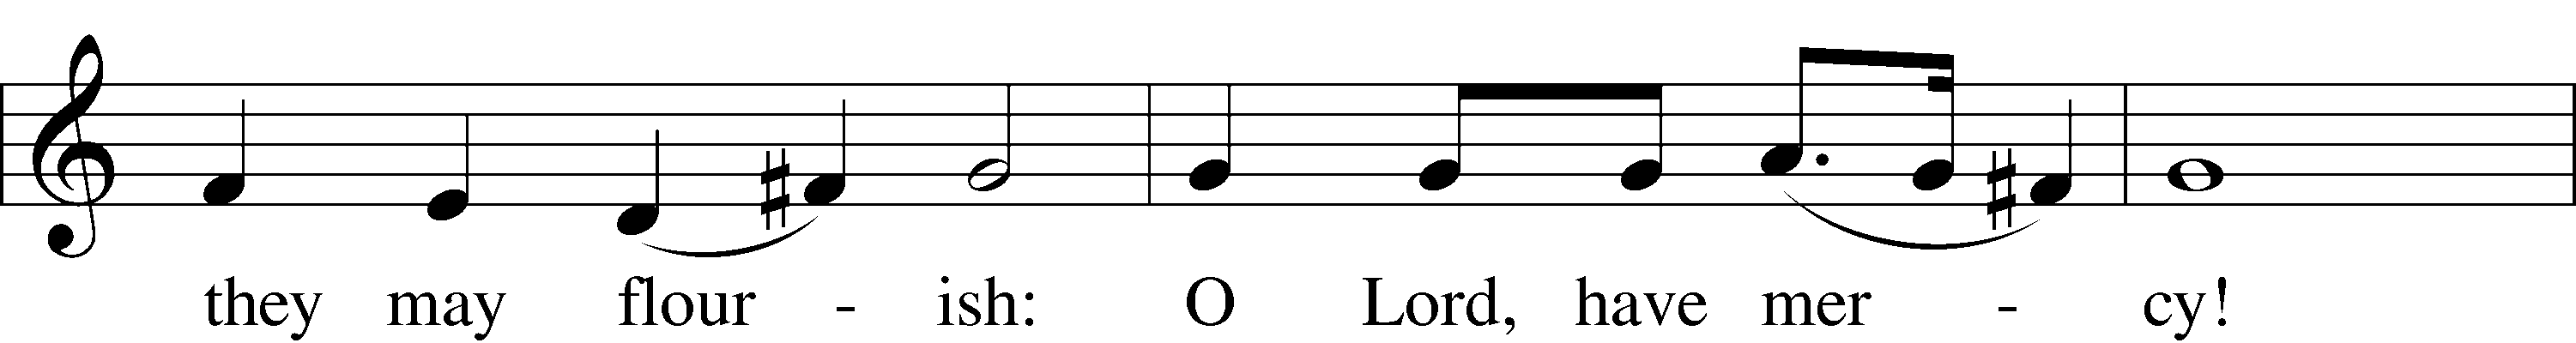 they may flour - ish: O Lord, have mer - cy!